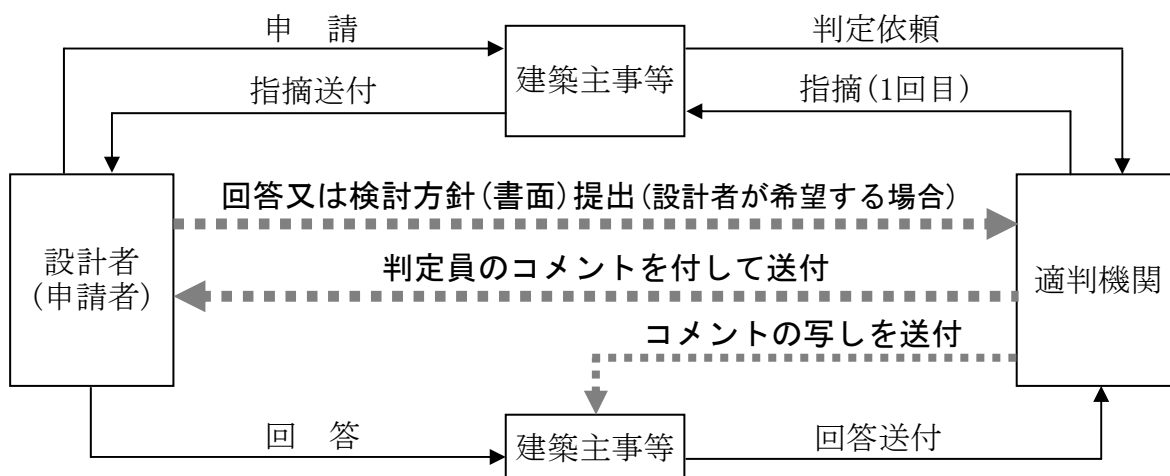 申　請
判定依頼
建築主事等
指摘送付
指摘(1回目)
回答又は検討方針(書面)提出(設計者が希望する場合)
設計者
(申請者)
判定員のコメントを付して送付
適判機関
コメントの写しを送付
回　答
建築主事等
回答送付